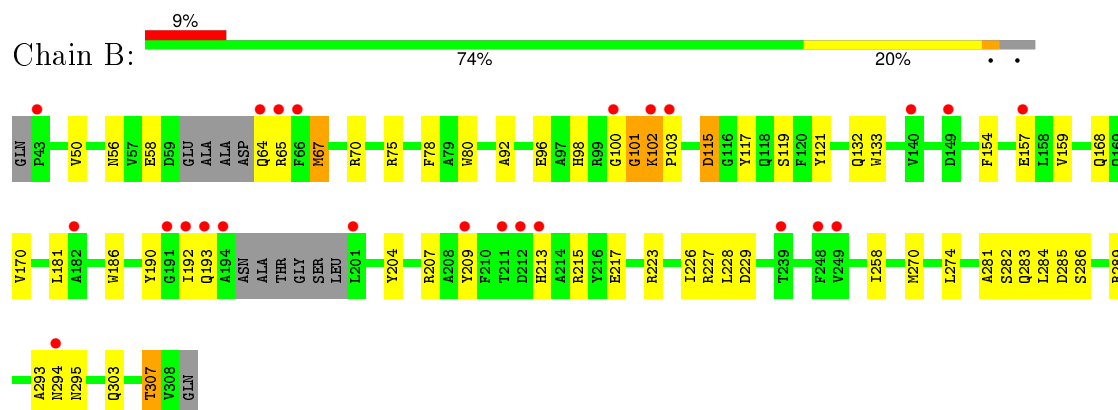 9%
Chain B:
74% 20% • •
GLN P43 V50 N56 V57 E58 D59 GLU ALA ALA ASP Q64 R65 F66 M67 R70 R75 F78 A79 W80 A92 E96 A97 H98 R99 G100 G101 K102 P103 D115 G116 Y117 Q118 S119 F120 Y121 Q132 W133 V140 D149 F154 E157 L158 V159 Q168 Q169
V170 L181 A182 W186 Y190 G191 I192 Q193 A194 ASN ALA THR GLY SER LEU L201 Y204 R207 A208 Y209 F210 T211 D212 H213 A214 R215 Y216 E217 R223 I226 R227 L228 D229 T239 F248 V249 I258 M270 L274 A281 S282 Q283 L284 D285 S286
A293 N294 N295 Q303 T307 V308 GLN